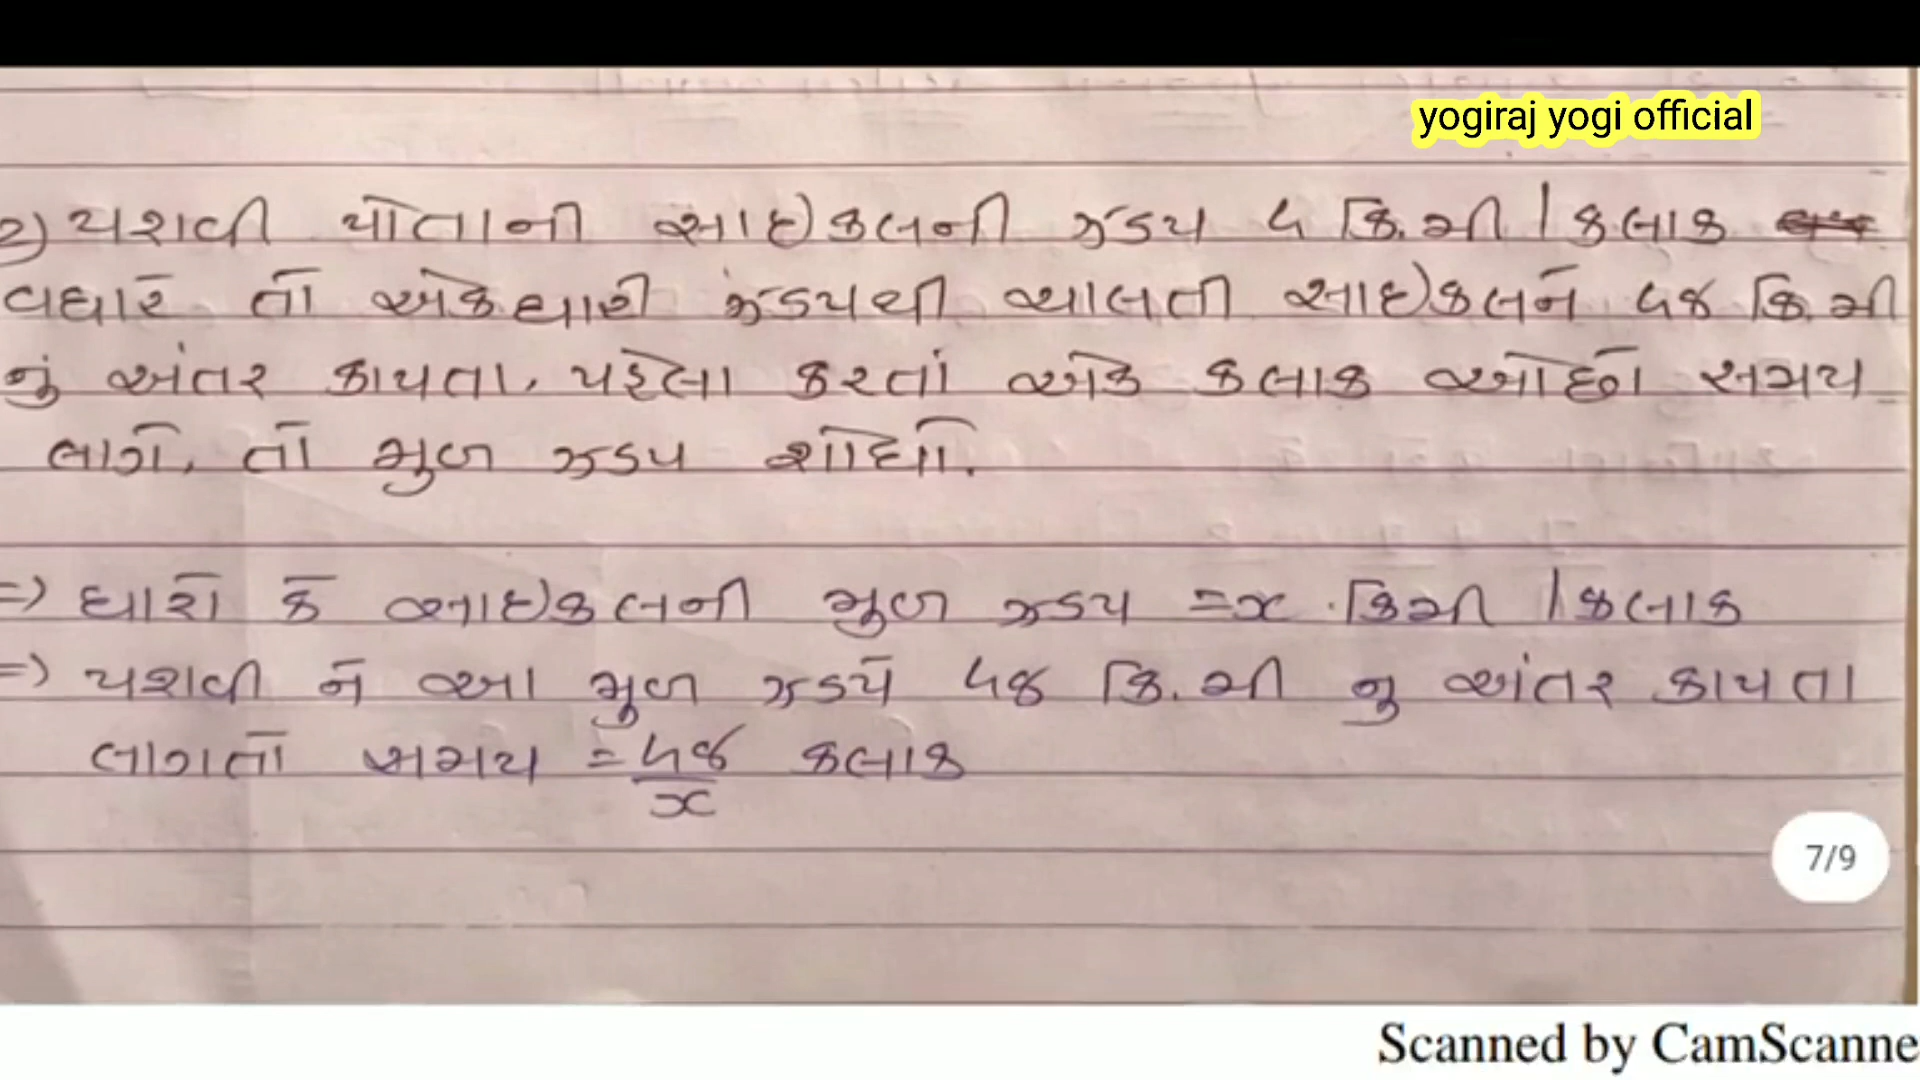 yogiraj yogi official
૨) યશવી પોતાની સાઇકલની ઝડપ ૫ કિ.મી / કલાક
વધારે તો એકધારી ઝડપથી ચાલતી સાઇકલને ૫૪ કિ.મી
નું અંતર કાપતા, પહેલા કરતાં એક કલાક ઓછો સમય
લાગે, તો મુળ ઝડપ શોધો.
=> ધારો કે સાઇકલની મુળ ઝડપ = x કિમી / કલાક
=> યશવી ને આ મુળ ઝડપે ૫૪ કિ.મી નુ અંતર કાપતા
લાગતો સમય = ૫૪/x કલાક
7/9
Scanned by CamScanne